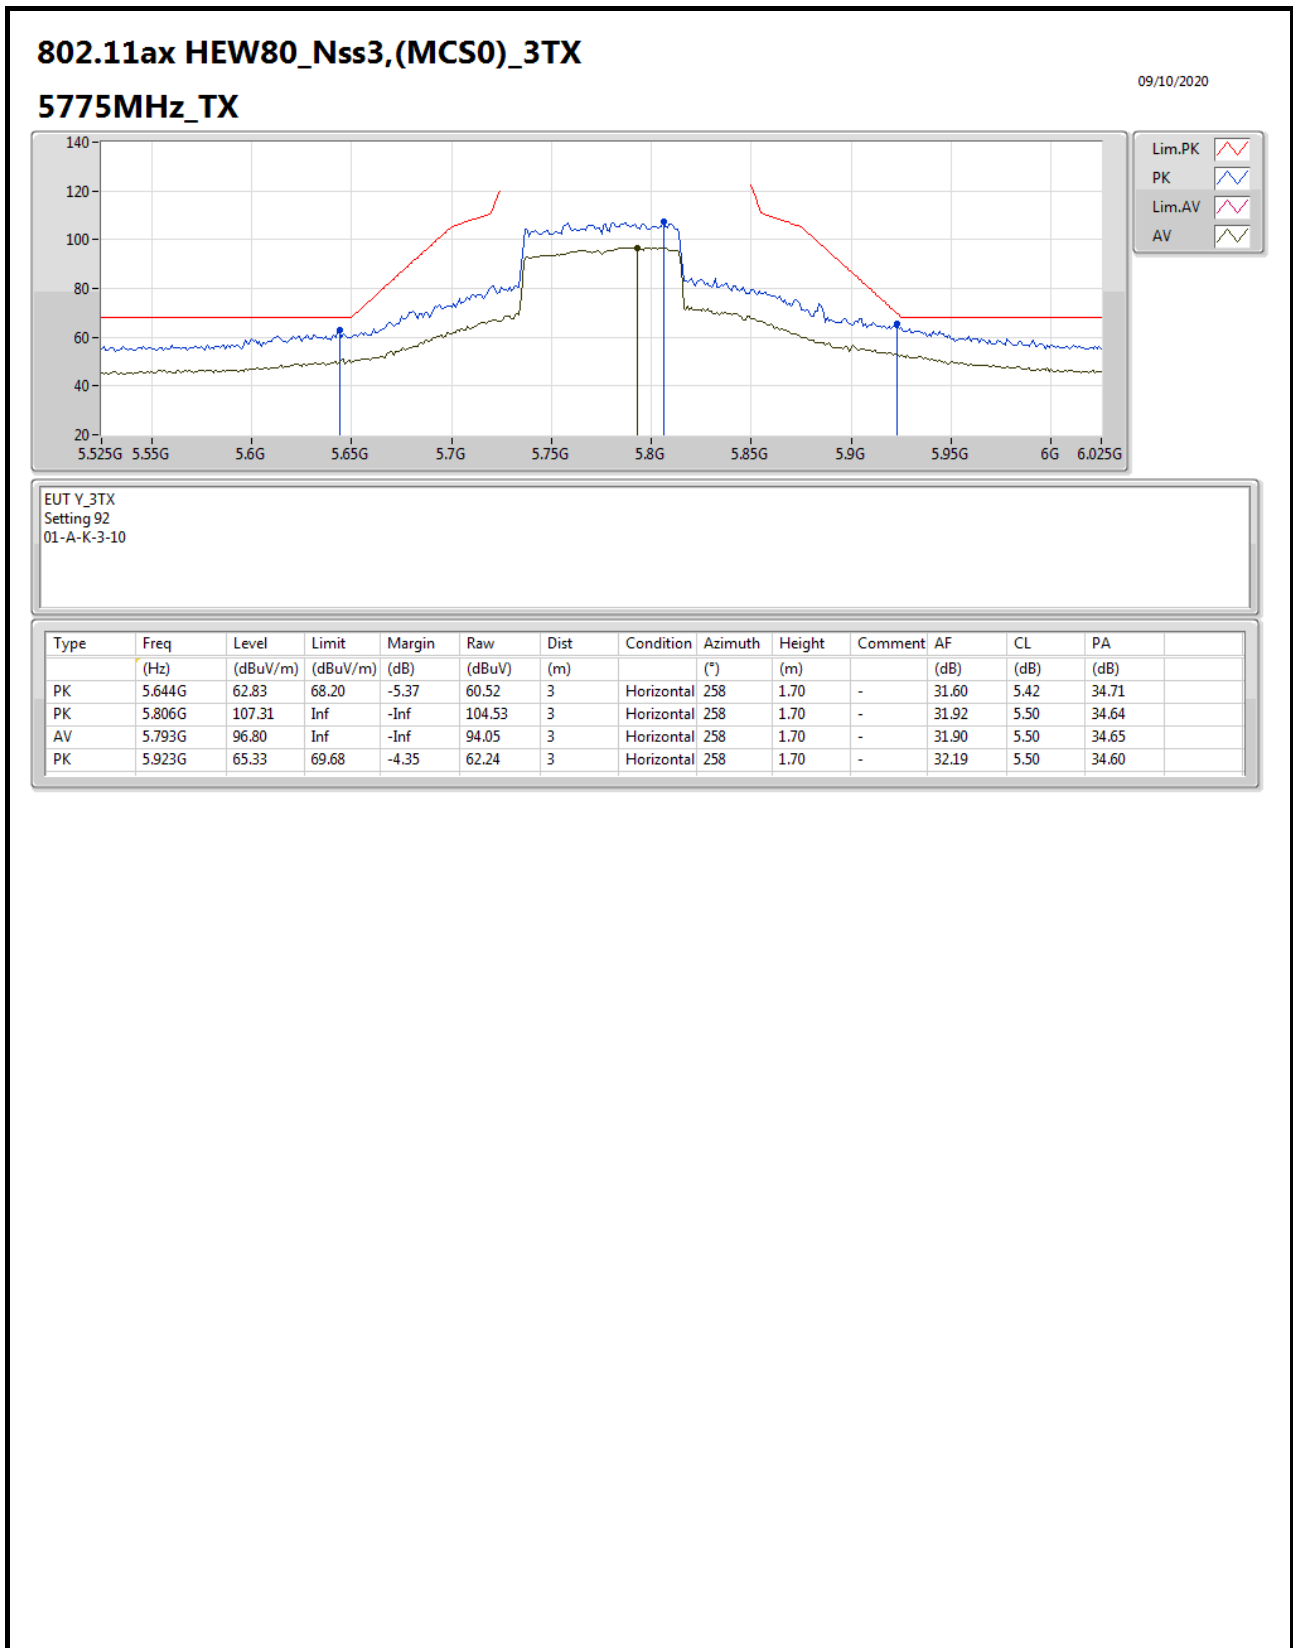 802.11ax HEW80_Nss3,(MCS0)_3TX
09/10/2020
5775MHz_TX
140
120
100
80
60
40
20
5.525G 5.55G 5.6G 5.65G 5.7G 5.75G 5.8G 5.85G 5.9G 5.95G 6G 6.025G
Lim.PK
PK
Lim.AV
AV
EUT Y_3TX
Setting 92
01-A-K-3-10
Type Freq Level Limit Margin Raw Dist Condition Azimuth Height Comment AF CL PA
(Hz) (dBuV/m) (dBuV/m) (dB) (dBuV) (m) (°) (m) (dB) (dB) (dB)
PK 5.644G 62.83 68.20 -5.37 60.52 3 Horizontal 258 1.70 - 31.60 5.42 34.71
PK 5.806G 107.31 Inf -Inf 104.53 3 Horizontal 258 1.70 - 31.92 5.50 34.64
AV 5.793G 96.80 Inf -Inf 94.05 3 Horizontal 258 1.70 - 31.90 5.50 34.65
PK 5.923G 65.33 69.68 -4.35 62.24 3 Horizontal 258 1.70 - 32.19 5.50 34.60